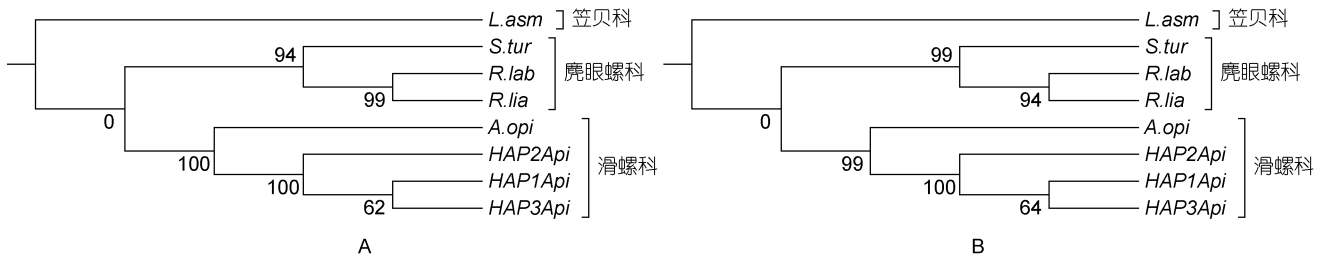 L.asm
笠贝科
94
S.tur
99
R.lab
R.lia
麂眼螺科
0
100
A.opi
100
HAP2Api
62
HAP1Api
HAP3Api
滑螺科
A
L.asm
笠贝科
99
S.tur
94
R.lab
R.lia
麂眼螺科
0
99
A.opi
100
HAP2Api
64
HAP1Api
HAP3Api
滑螺科
B